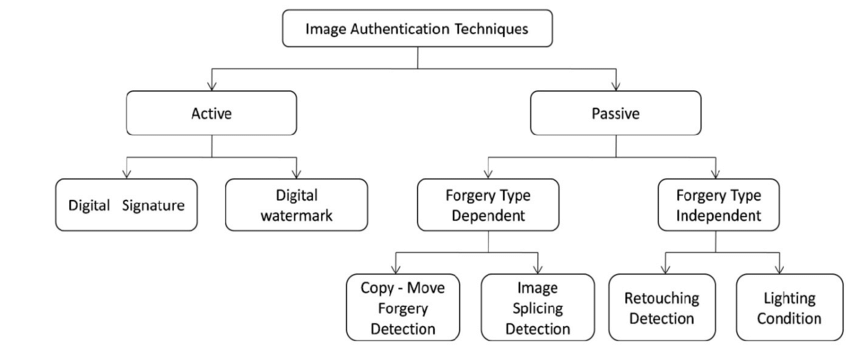 Image Authentication Techniques
Active
Passive
Digital Signature
Digital
watermark
Forgery Type
Dependent
Forgery Type
Independent
Copy - Move
Forgery
Detection
Image
Splicing
Detection
Retouching
Detection
Lighting
Condition